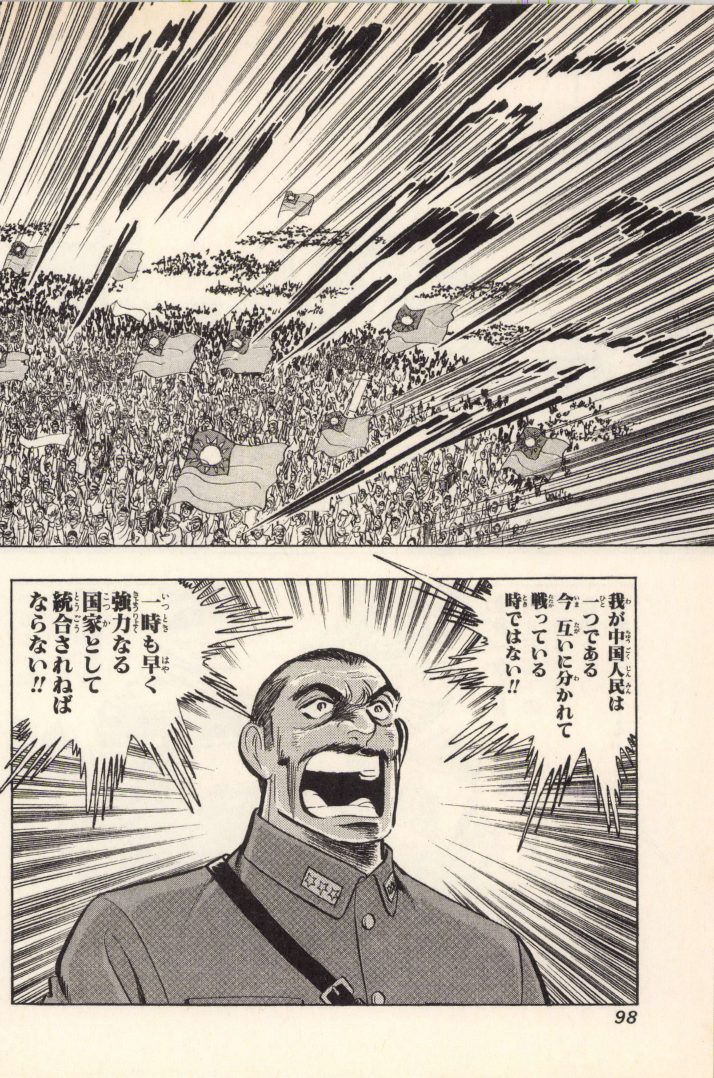 我が中国人民は
一つである
今 互いに分かれて
戦っている
時ではない!!
一時も早く
強力なる
国家として
統合されねば
ならない!!
98